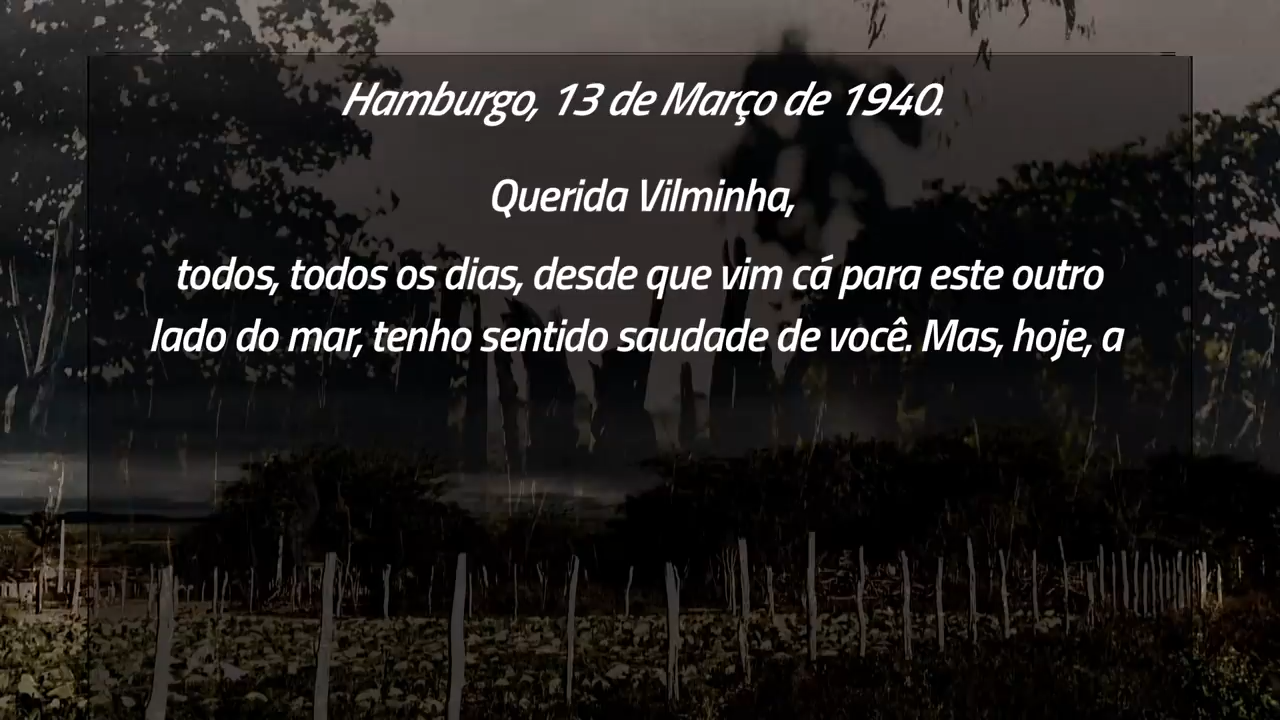 Hamburgo, 13 de Março de 1940.
Querida Vilminha,
todos, todos os dias, desde que vim cá para este outro
lado do mar, tenho sentido saudade de você. Mas, hoje, a